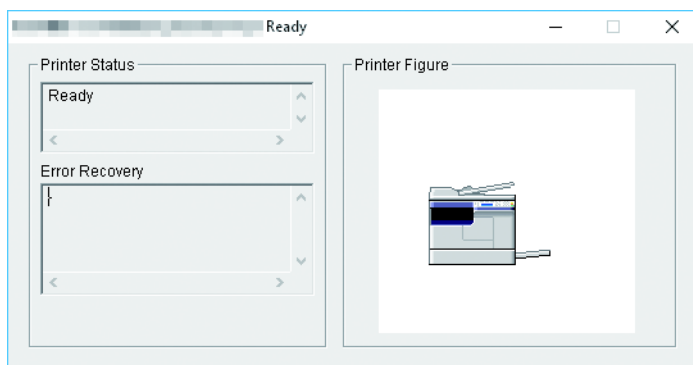 Ready
Printer Status
Ready
Error Recovery
}
Printer Figure